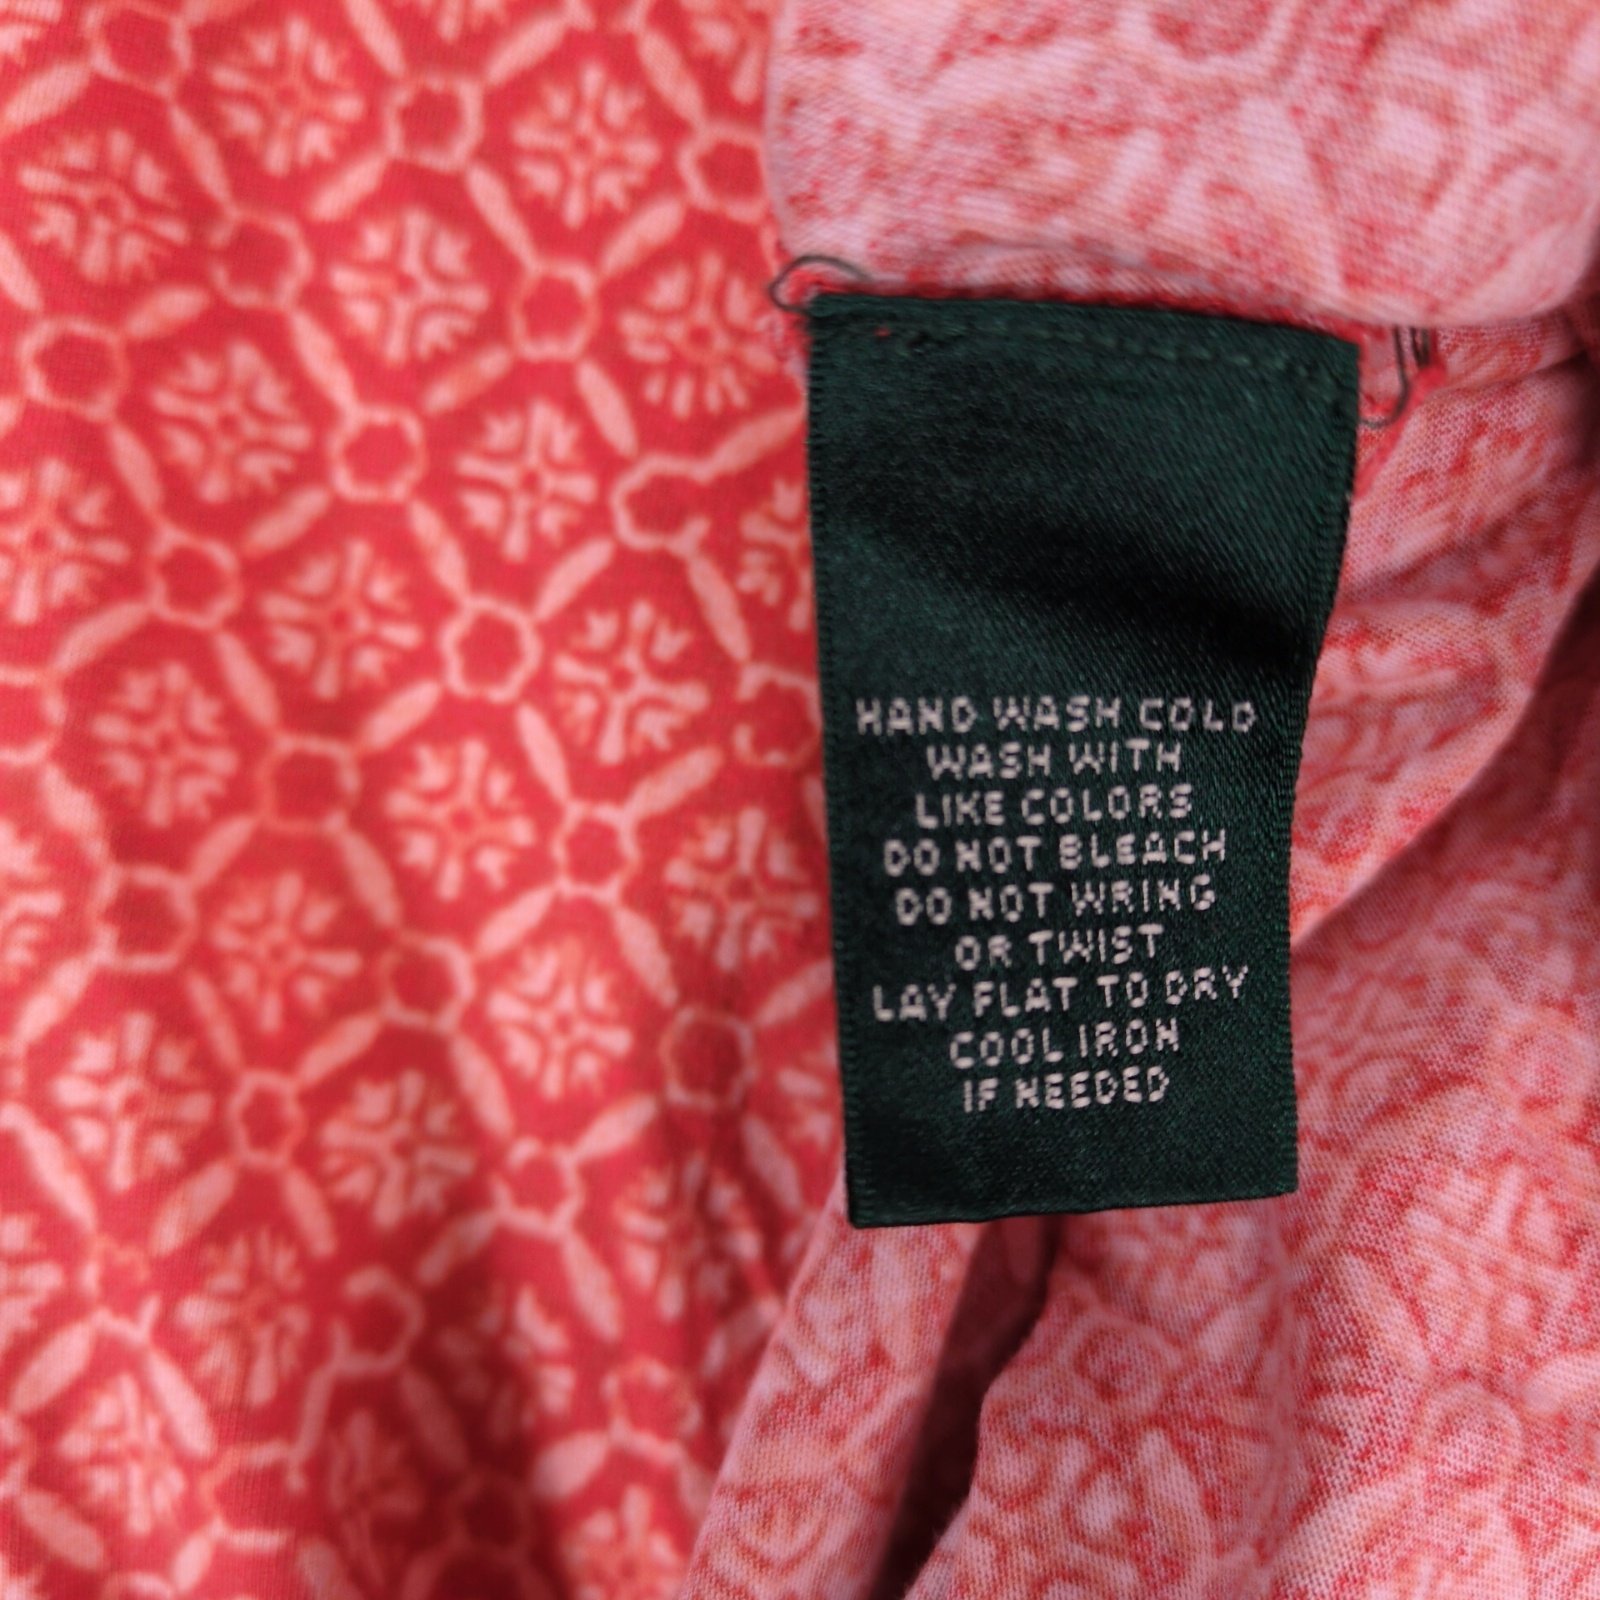 HAND WASH COLD
WASH WITH
LIKE COLORS
DO NOT BLEACH
DO NOT WRING
OR TWIST
LAY FLAT TO DRY
COOL IRON
IF NEEDED